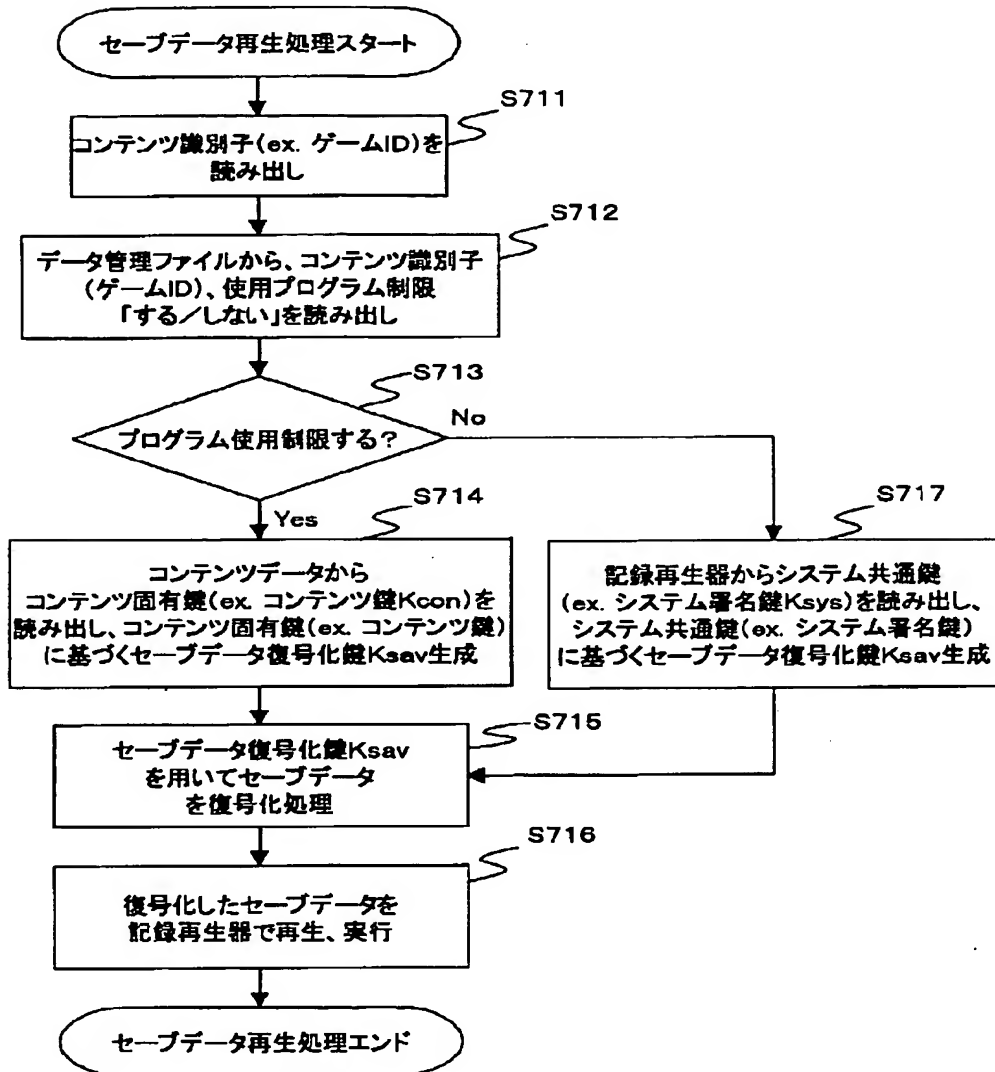 セーブデータ再生処理スタート
S711
コンテンツ識別子(ex. ゲームID)を
読み出し
S712
データ管理ファイルから、コンテンツ識別子
(ゲームID)、使用プログラム制限
「する／しない」を読み出し
S713
プログラム使用制限する？
No
Yes
S714
コンテンツデータから
コンテンツ固有鍵(ex. コンテンツ鍵Kcon)を
読み出し、コンテンツ固有鍵(ex. コンテンツ鍵)
に基づくセーブデータ復号化鍵Ksav生成
S717
記録再生器からシステム共通鍵
(ex. システム署名鍵Ksys)を読み出し、
システム共通鍵(ex. システム署名鍵)
に基づくセーブデータ復号化鍵Ksav生成
S715
セーブデータ復号化鍵Ksav
を用いてセーブデータ
を復号化処理
S716
復号化したセーブデータを
記録再生器で再生、実行
セーブデータ再生処理エンド